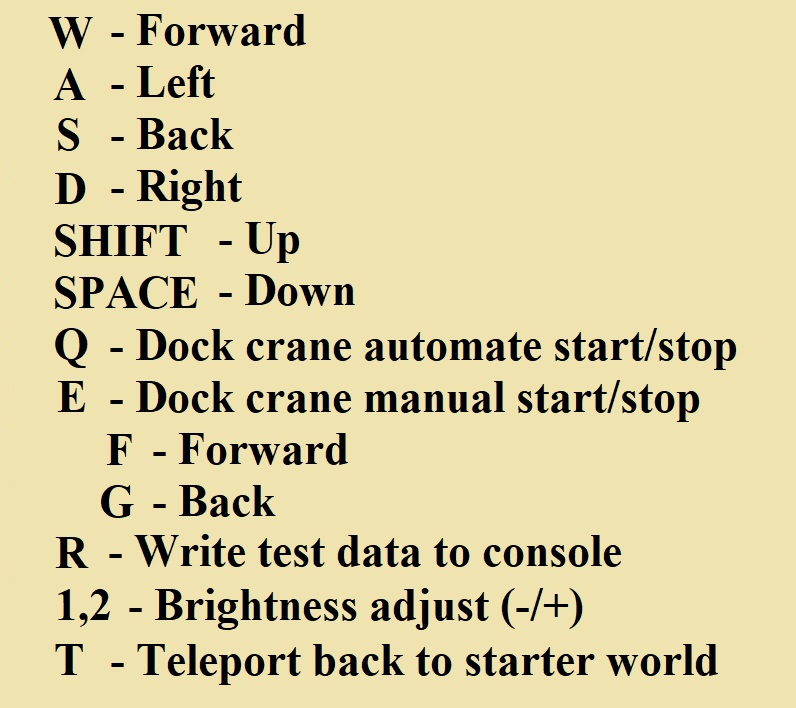 W - Forward
A - Left
S - Back
D - Right
SHIFT - Up
SPACE - Down
Q - Dock crane automate start/stop
E - Dock crane manual start/stop
F - Forward
G - Back
R - Write test data to console
1,2 - Brightness adjust (-/+)
T - Teleport back to starter world